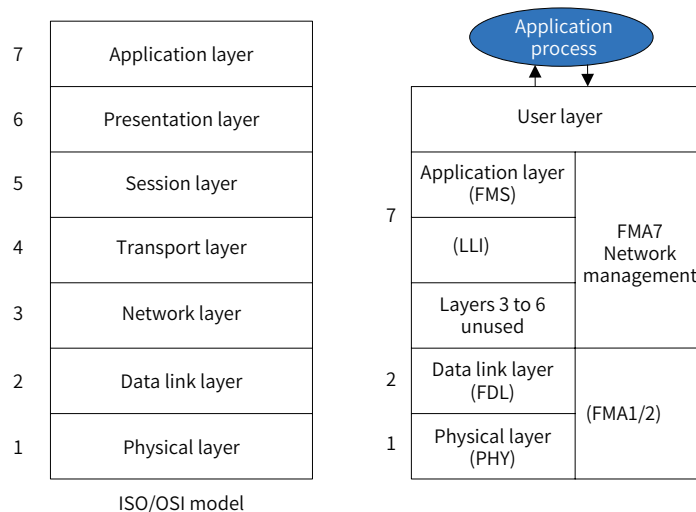 7
Application layer
6
Presentation layer
5
Session layer
4
Transport layer
3
Network layer
2
Data link layer
1
Physical layer
ISO/OSI model
Application
process
User layer
7
Application layer
(FMS)
(LLI)
Layers 3 to 6
unused
FMA7
Network
management
2
Data link layer
(FDL)
1
Physical layer
(PHY)
(FMA1/2)